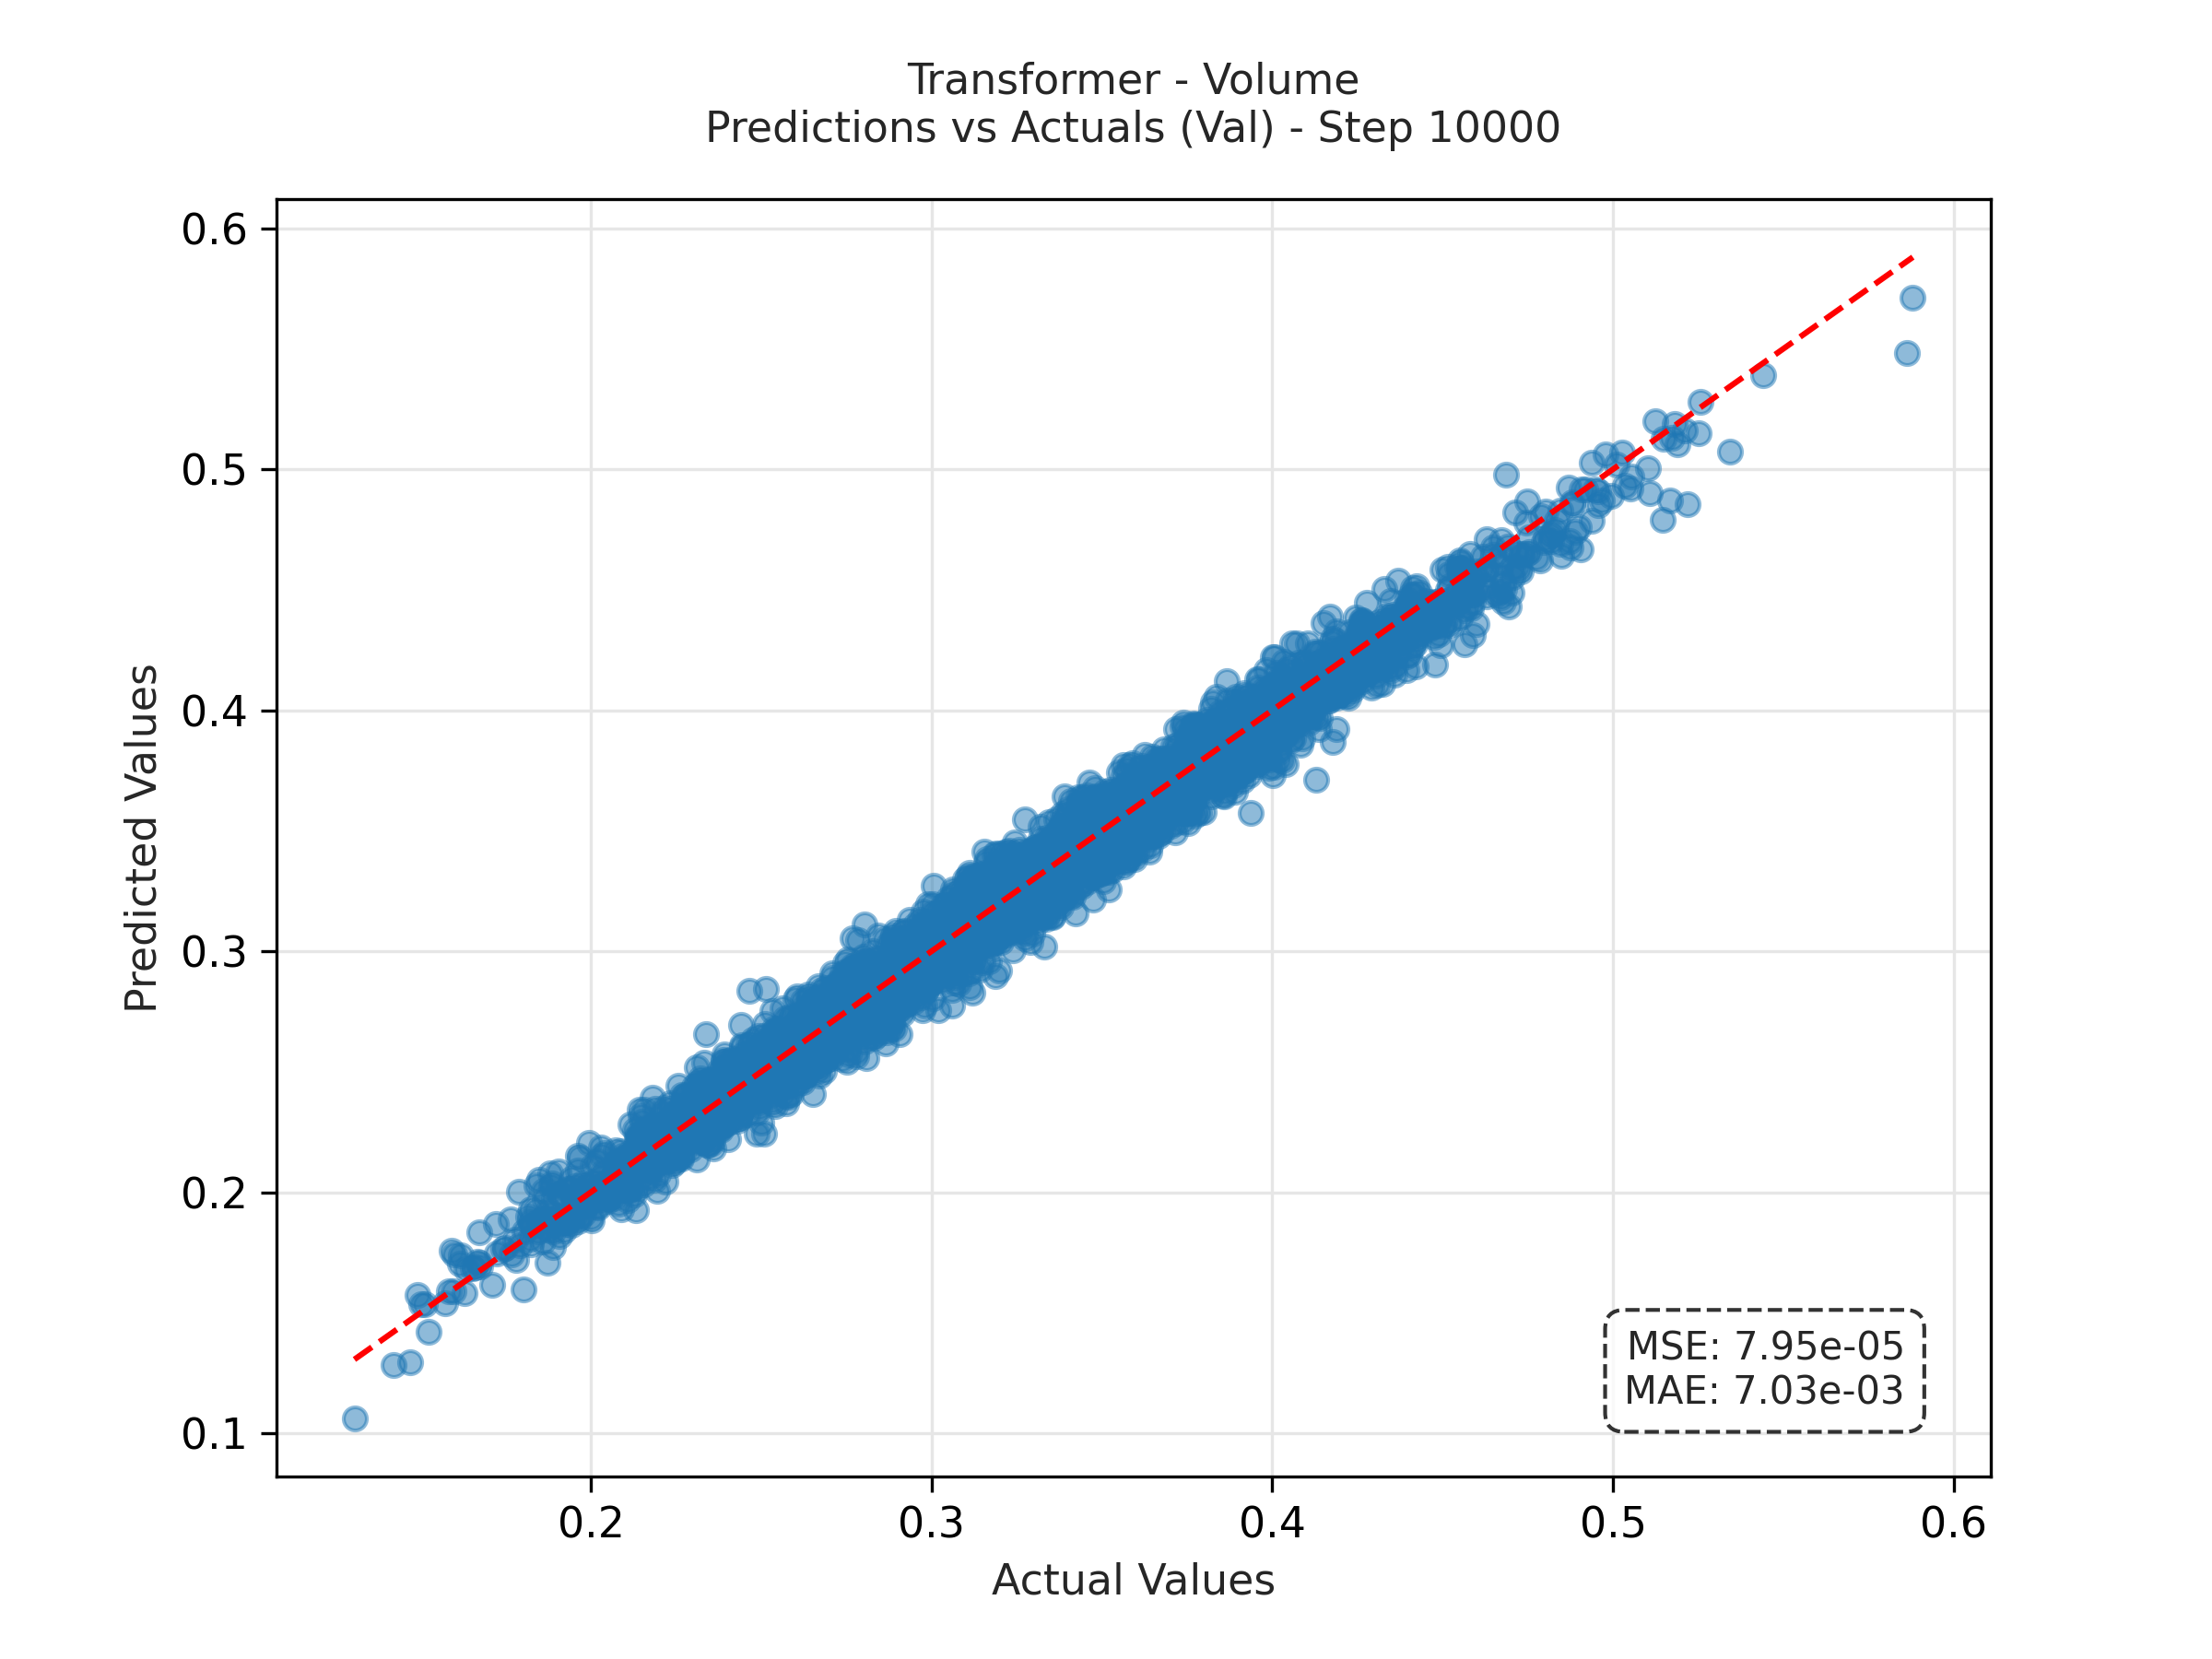 Transformer - Volume
Predictions vs Actuals (Val) - Step 10000
0.6
0.5
0.4
0.3
0.2
0.1
Predicted Values
MSE: 7.95e-05
MAE: 7.03e-03
0.2
0.3
0.4
0.5
0.6
Actual Values